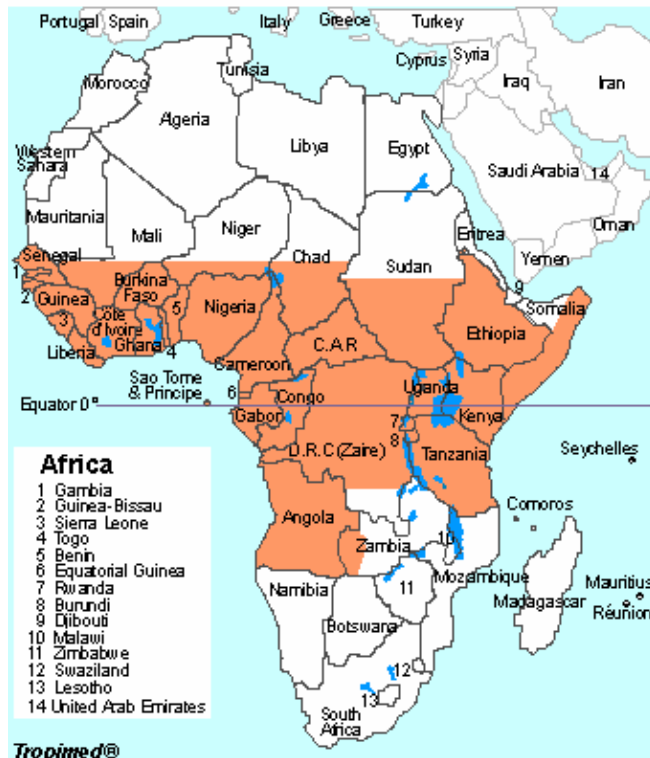 Portugal Spain Italy Greece Turkey
Cyprus Syria
Tunisia Iraq Iran
Morocco
Algeria Libya Egypt
Western
Sahara
Saudi Arabia 14
Mauritania Mali Niger Chad Sudan Eritrea Yemen Oman
Senegal
1
2
Guinea
3
Burkina
Faso
5
Nigeria
9
Somalia
Côte
d'Ivoire
Ghana
Liberia
4
Cameroon
C.A.R
Ethiopia
Sao Tome
& Principe
6
Congo
Uganda
Equator 0°
Gabon
7
Kenya
8
D.R.C(Zaire)
Tanzania
Seychelles
Angola
Comoros
Zambia
10
Mozambique
Namibia
11
Madagascar
Mauritius
Réunion
Botswana
12
13
South
Africa
Africa
1 Gambia
2 Guinea-Bissau
3 Sierra Leone
4 Togo
5 Benin
6 Equatorial Guinea
7 Rwanda
8 Burundi
9 Djibouti
10 Malawi
11 Zimbabwe
12 Swaziland
13 Lesotho
14 United Arab Emirates
Tropimed®